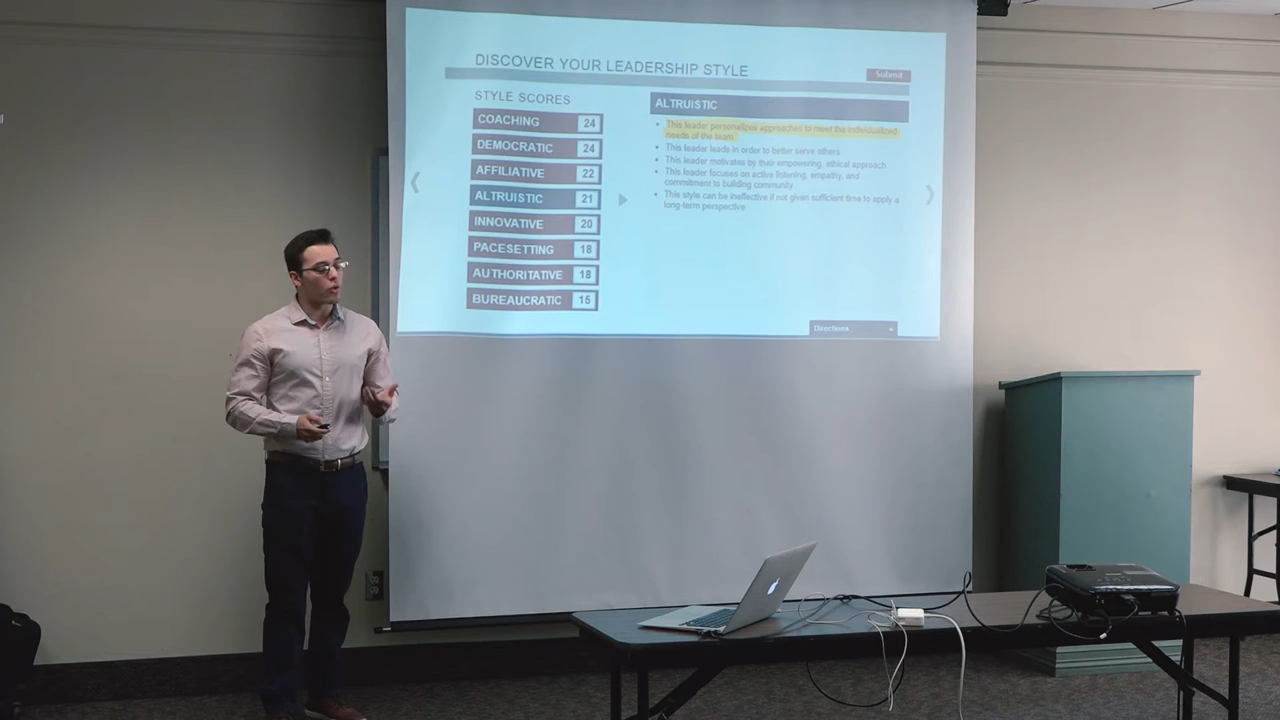 DISCOVER YOUR LEADERSHIP STYLE
Submit
STYLE SCORES
COACHING 24
DEMOCRATIC 24
AFFILIATIVE 22
ALTRUISTIC 21
INNOVATIVE 20
PACESETTING 18
AUTHORITATIVE 18
BUREAUCRATIC 15
ALTRUISTIC
• This leader personalizes approaches to meet the individualized
needs of the team
• This leader leads in order to better serve others
• This leader motivates by their empowering, ethical approach
• This leader focuses on active listening, empathy, and
commitment to building community.
• This style can be ineffective if not given sufficient time to apply a
long-term perspective.
Directions